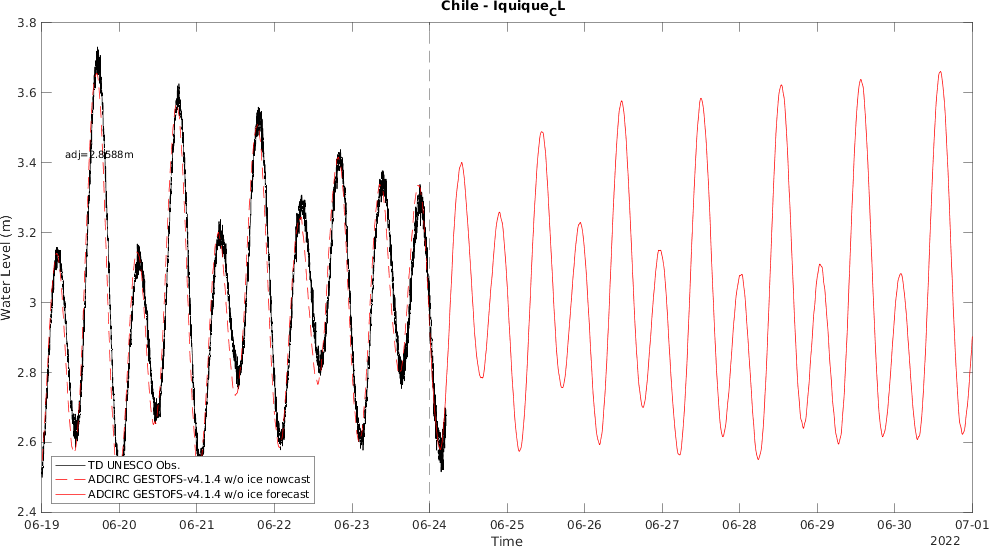 Chile - Iquique_CL
3.8
3.6
3.4
3.2
3
2.8
2.6
2.4
Water Level (m)
adj=2.8588m
TD UNESCO Obs.
ADCIRC GESTOFS-v4.1.4 w/o ice nowcast
ADCIRC GESTOFS-v4.1.4 w/o ice forecast
06-19 06-20 06-21 06-22 06-23 06-24 06-25 06-26 06-27 06-28 06-29 06-30 07-01
Time
2022